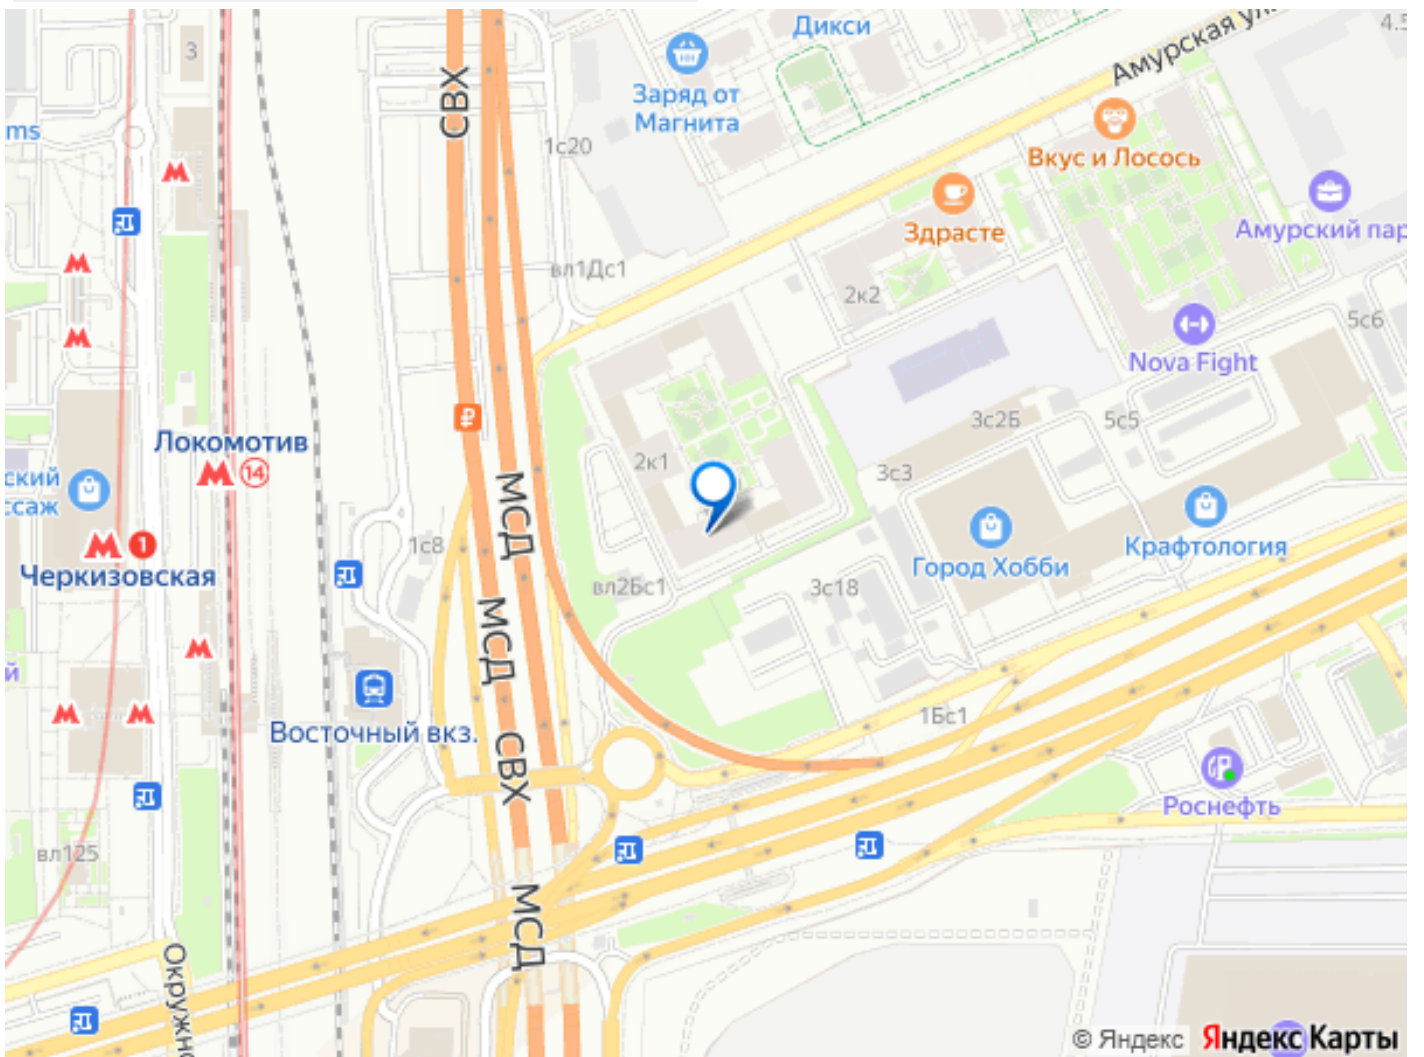 Дикси
4.5
Амурская ул
3
СВХ
Заряд от
Магнита
ms
1с20
Вкус и Лосось
Здрасте
Амурский пар
вл1Дс1
2к2
5с6
Nova Fight
₽
3с2Б
5с5
Локомотив
14
2к1
МСД
3с3
ский
ссаж
1
Черкизовская
1с8
Город Хобби
Крафтология
вл2Бс1
3с18
МСД
й
Восточный вкз.
1Бс1
СВХ
Роснефть
вл125
МСД
Окружно
© Яндекс
Яндекс Карты